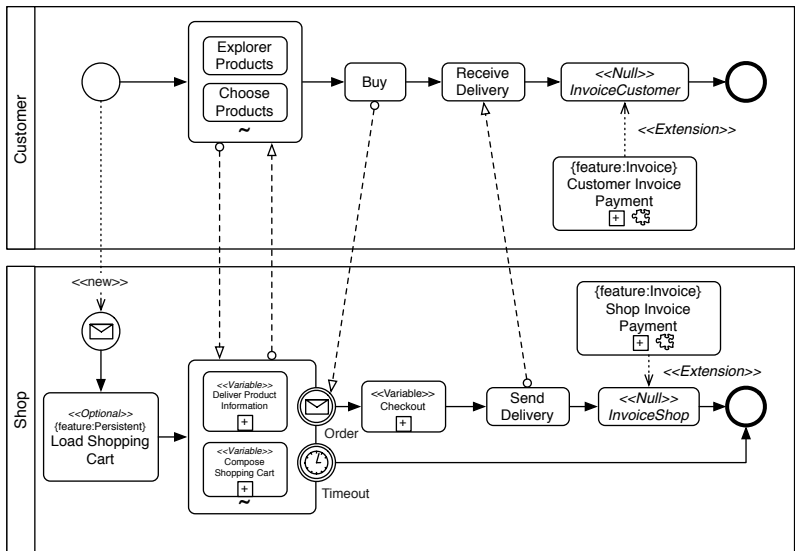 Customer
Explorer
Products
Choose
Products
~
Buy
Receive
Delivery
<<Null>>
InvoiceCustomer
<<Extension>>
{feature:Invoice}
Customer Invoice
Payment
+
<<new>>
Shop
<<Optional>>
{feature:Persistent}
Load Shopping
Cart
<<Variable>>
Deliver Product
Information
+
<<Variable>>
Compose
Shopping Cart
+
~
Order
Timeout
<<Variable>>
Checkout
+
Send
Delivery
{feature:Invoice}
Shop Invoice
Payment
+
<<Extension>>
<<Null>>
InvoiceShop